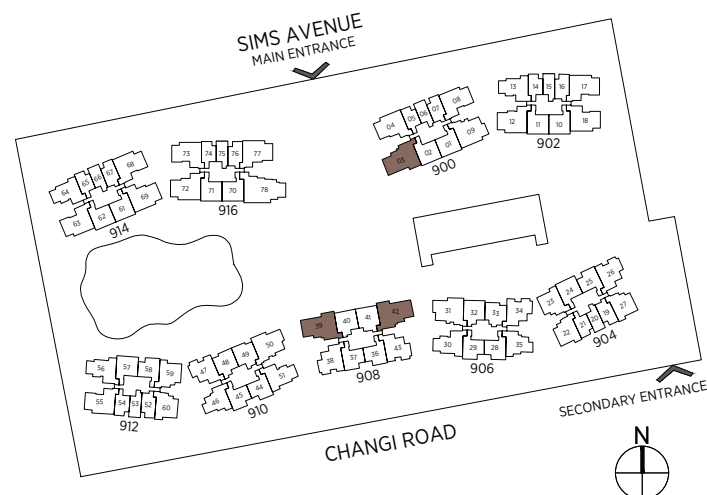 SIMS AVENUE
MAIN ENTRANCE
13 14 15 16 17
12 11 10 18
902
04 05 06 07 08
03 02 01 09
900
73 74 75 76 77
72 71 70 78
916
64 65 66 67 68
63 62 61 69
914
23 24 25 26
22 21 20 19 27
904
31 32 33 34
30 29 28 35
906
39 40 41 42
38 37 36 43
908
47 48 49 50
46 45 44 51
910
56 57 58 59
55 54 53 52 60
912
SECONDARY ENTRANCE
CHANGI ROAD
N